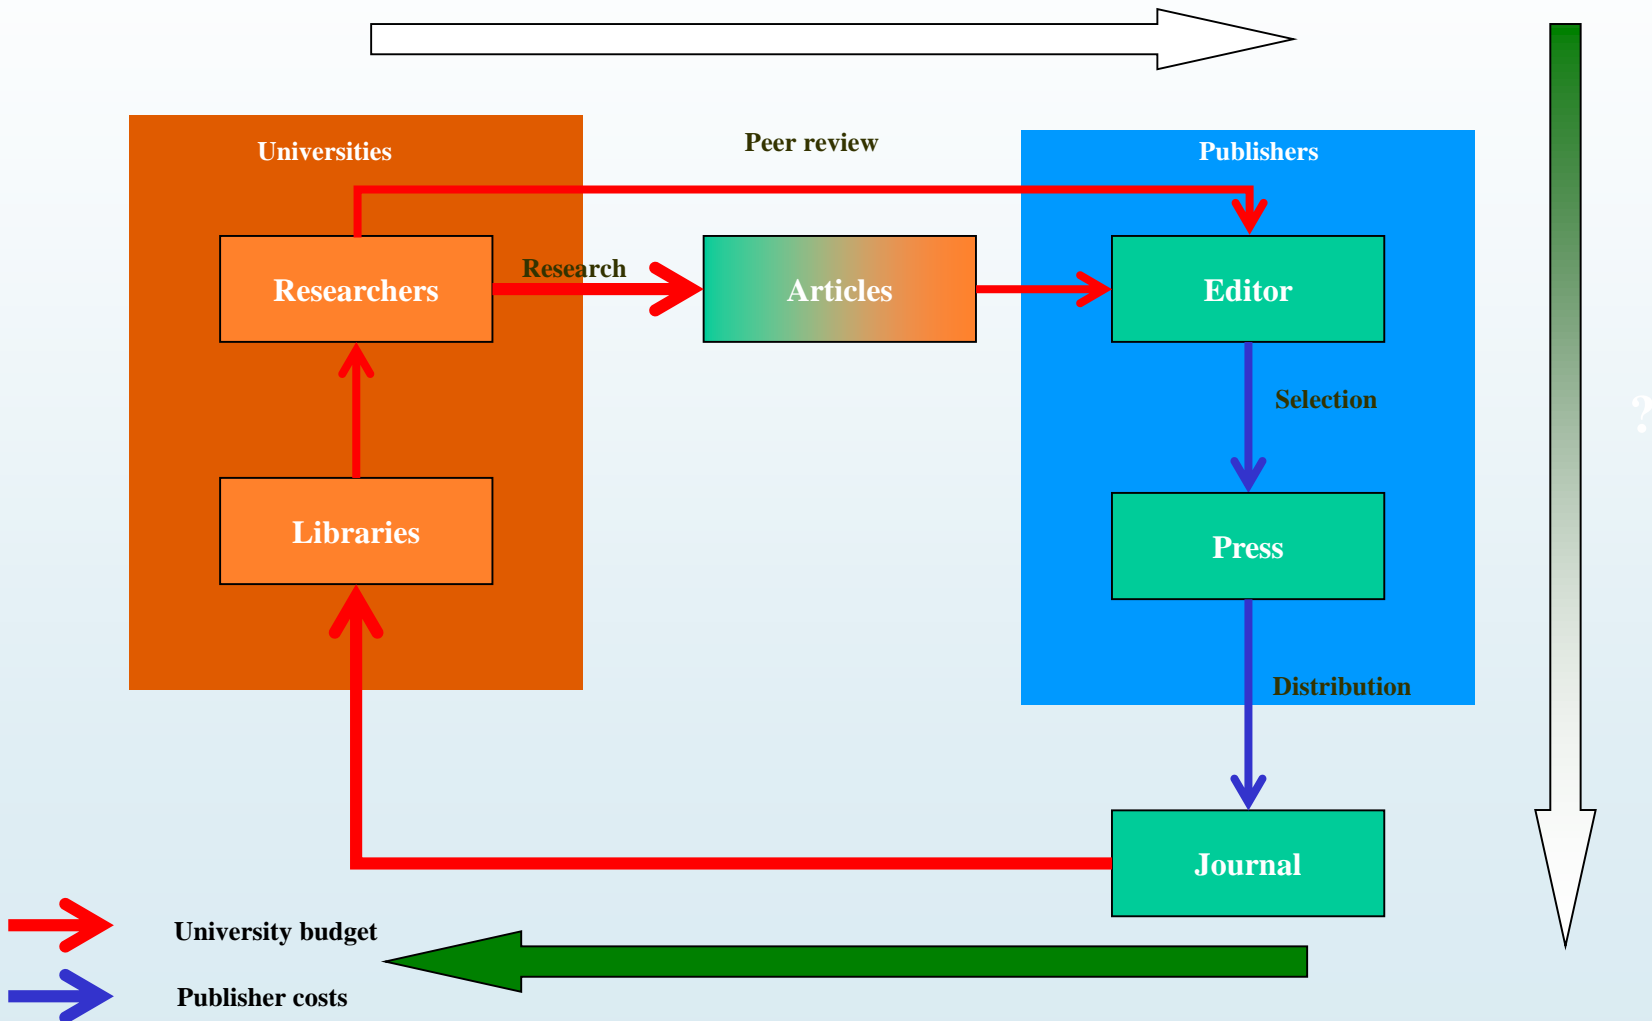 Universities
Peer review
Publishers
Researchers
Research
Articles
Editor
Selection
?
Libraries
Press
Distribution
Journal
University budget
Publisher costs